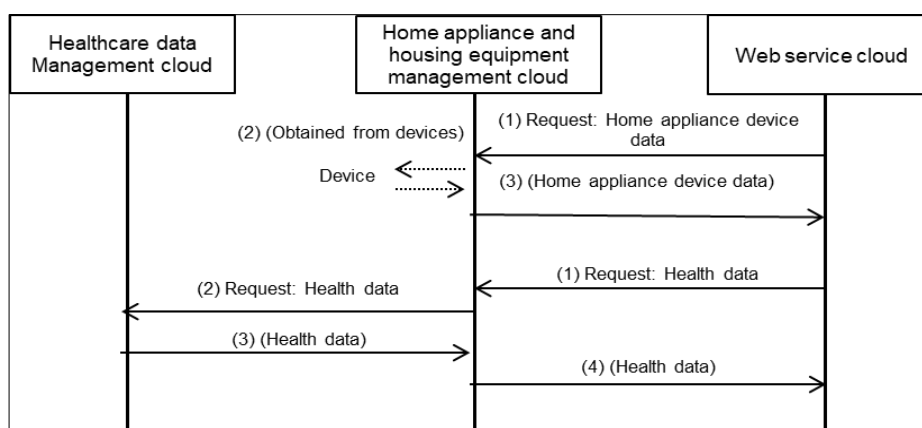 Healthcare data
Management cloud
Home appliance and
housing equipment
management cloud
Web service cloud
(1) Request: Home appliance device
data
(2) (Obtained from devices)
Device
(3) (Home appliance device data)
(1) Request: Health data
(2) Request: Health data
(3) (Health data)
(4) (Health data)